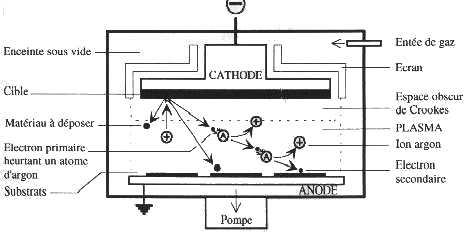 Enceinte sous vide
Entée de gaz
CATHODE
Ecran
Cible
Espace obscur
de Crookes
Matériau à déposer
PLASMA
Ion argon
Electron primaire
heurtant un atome
d'argon
Electron
secondaire
Substrats
ANODE
Pompe
A
A